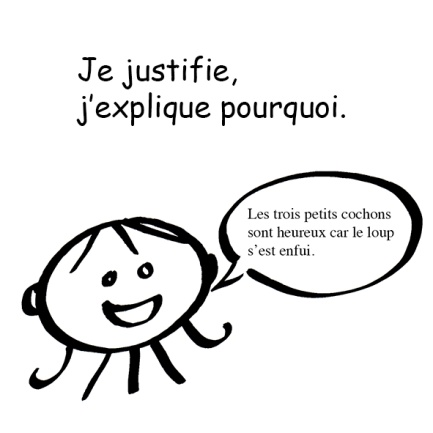 Je justifie,
j'explique pourquoi.
Les trois petits cochons
sont heureux car le loup
s'est enfui.